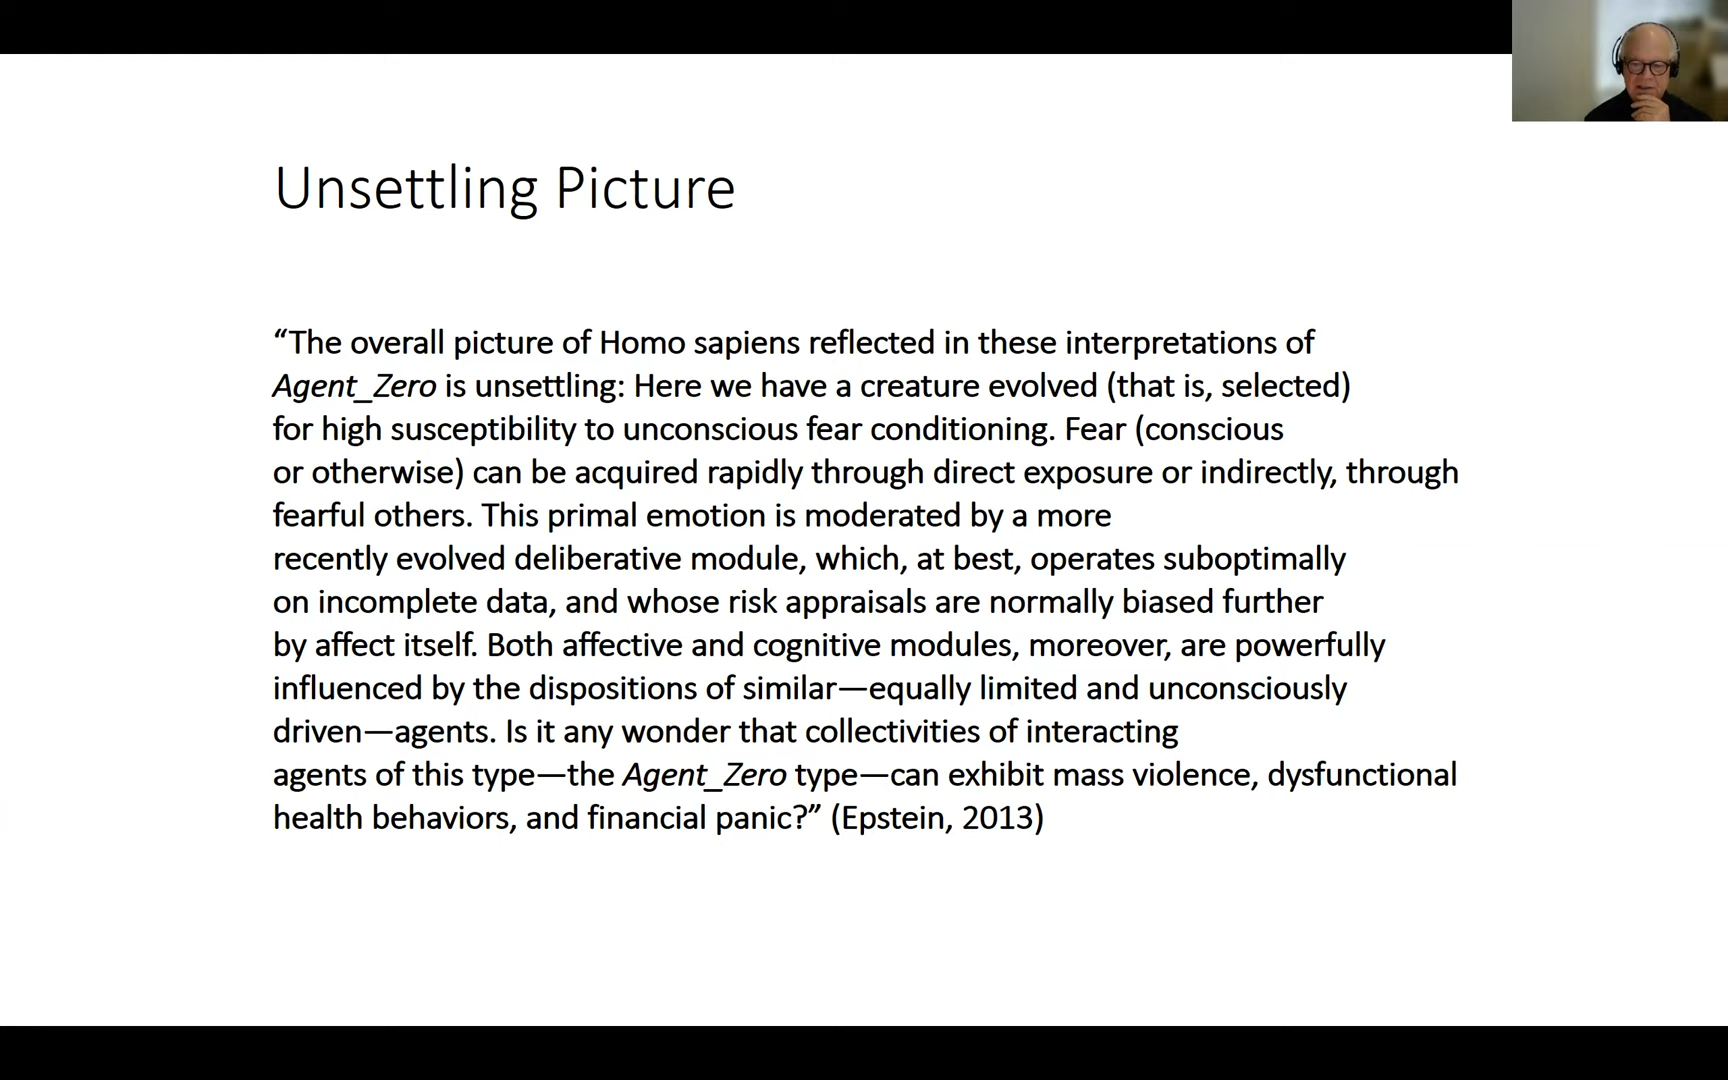 Unsettling Picture
“The overall picture of Homo sapiens reflected in these interpretations of
Agent_Zero is unsettling: Here we have a creature evolved (that is, selected)
for high susceptibility to unconscious fear conditioning. Fear (conscious
or otherwise) can be acquired rapidly through direct exposure or indirectly, through
fearful others. This primal emotion is moderated by a more
recently evolved deliberative module, which, at best, operates suboptimally
on incomplete data, and whose risk appraisals are normally biased further
by affect itself. Both affective and cognitive modules, moreover, are powerfully
influenced by the dispositions of similar—equally limited and unconsciously
driven—agents. Is it any wonder that collectivities of interacting
agents of this type—the Agent_Zero type—can exhibit mass violence, dysfunctional
health behaviors, and financial panic?” (Epstein, 2013)